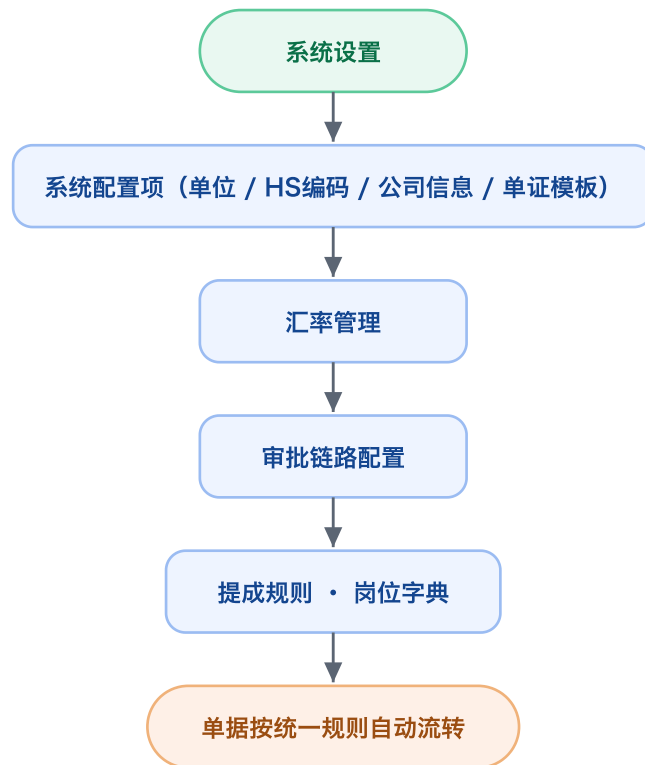 系统设置
系统配置项（单位 / HS编码 / 公司信息 / 单证模板）
汇率管理
审批链路配置
提成规则 · 岗位字典
单据按统一规则自动流转